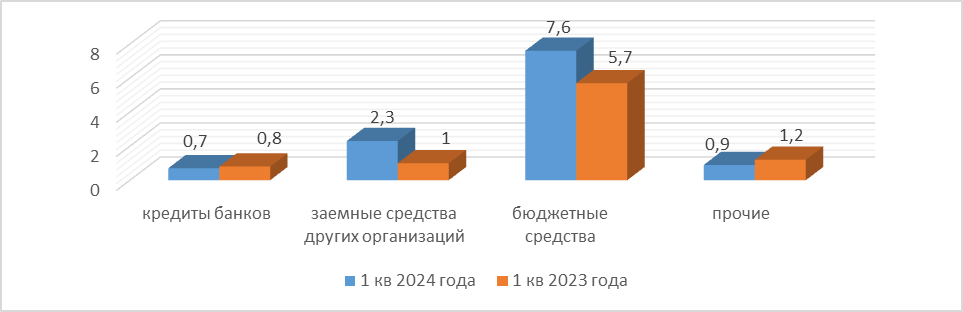 7,6
8
5,7
6
4
2,3
0,7
0,8
1
0,9
1,2
2
0
кредиты банков
заемные средства
других организаций
бюджетные
средства
прочие
1 кв 2024 года
1 кв 2023 года